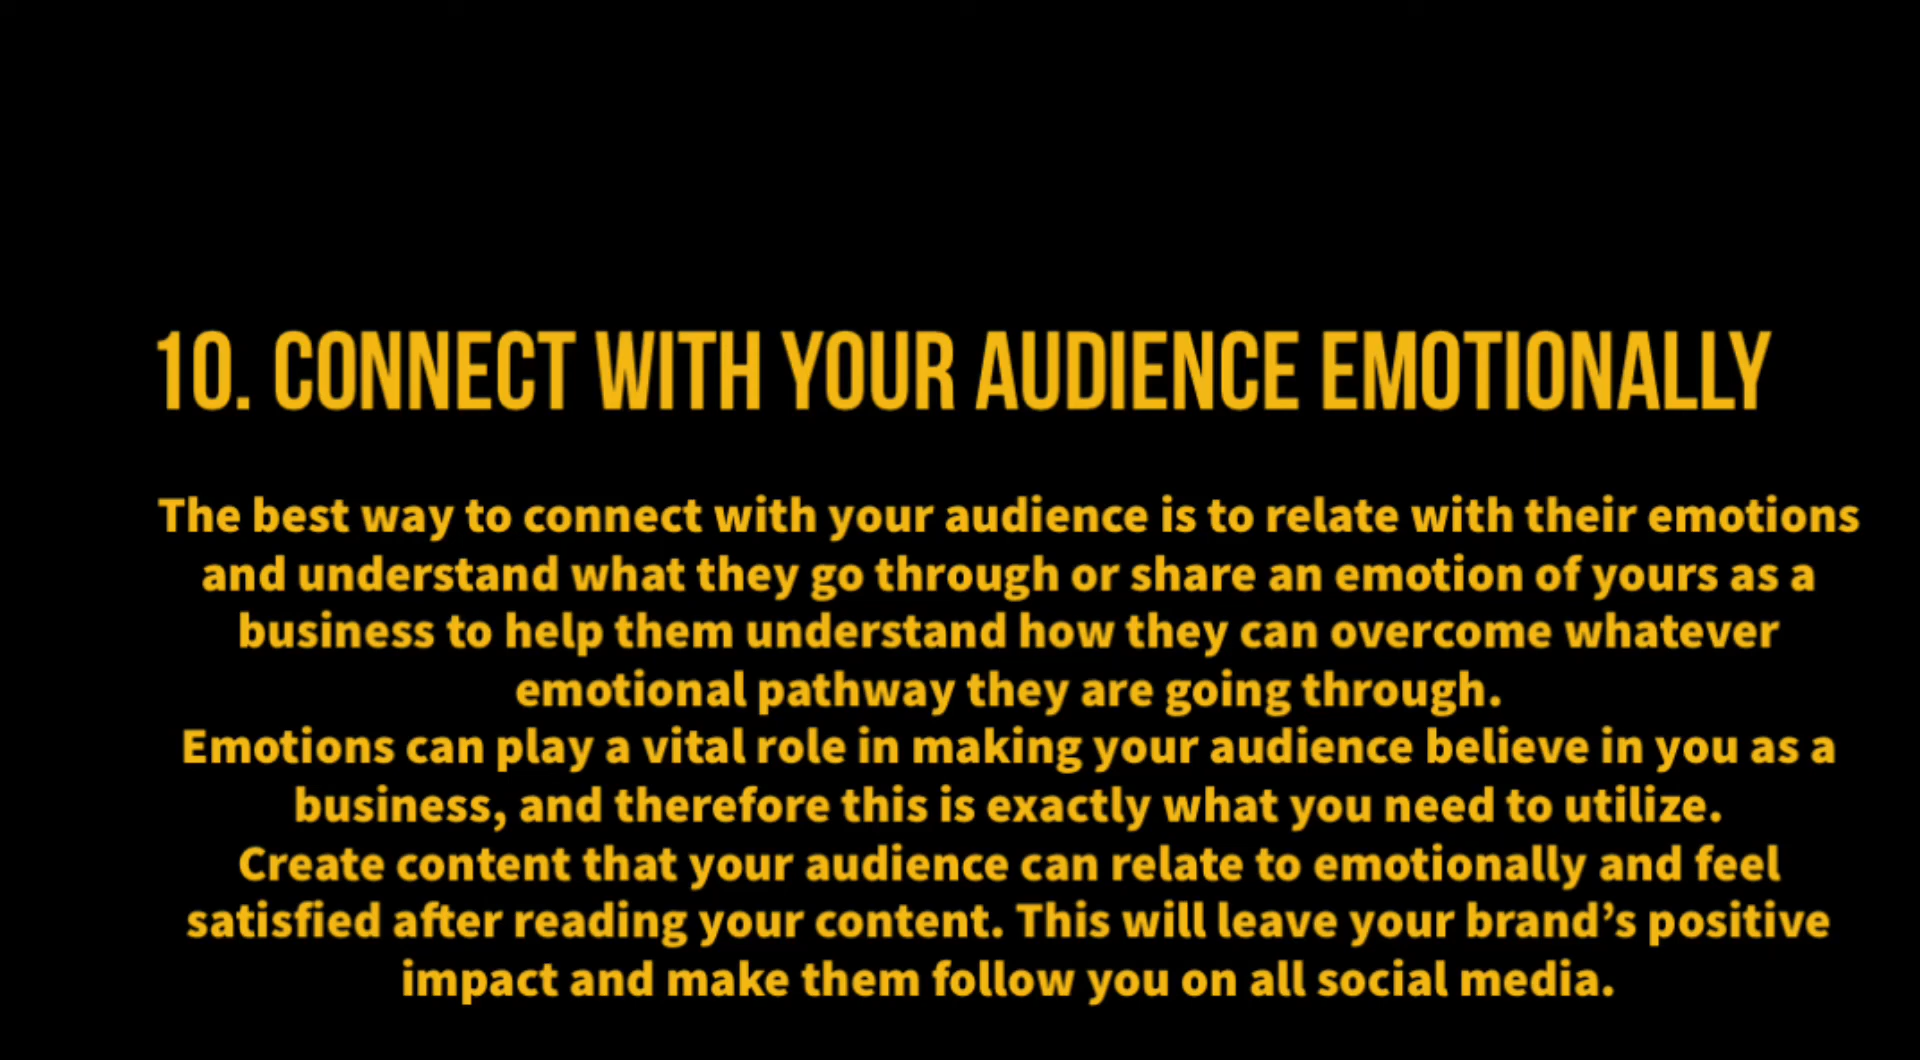 10. CONNECT WITH YOUR AUDIENCE EMOTIONALLY
The best way to connect with your audience is to relate with their emotions
and understand what they go through or share an emotion of yours as a
business to help them understand how they can overcome whatever
emotional pathway they are going through.
Emotions can play a vital role in making your audience believe in you as a
business, and therefore this is exactly what you need to utilize.
Create content that your audience can relate to emotionally and feel
satisfied after reading your content. This will leave your brand’s positive
impact and make them follow you on all social media.